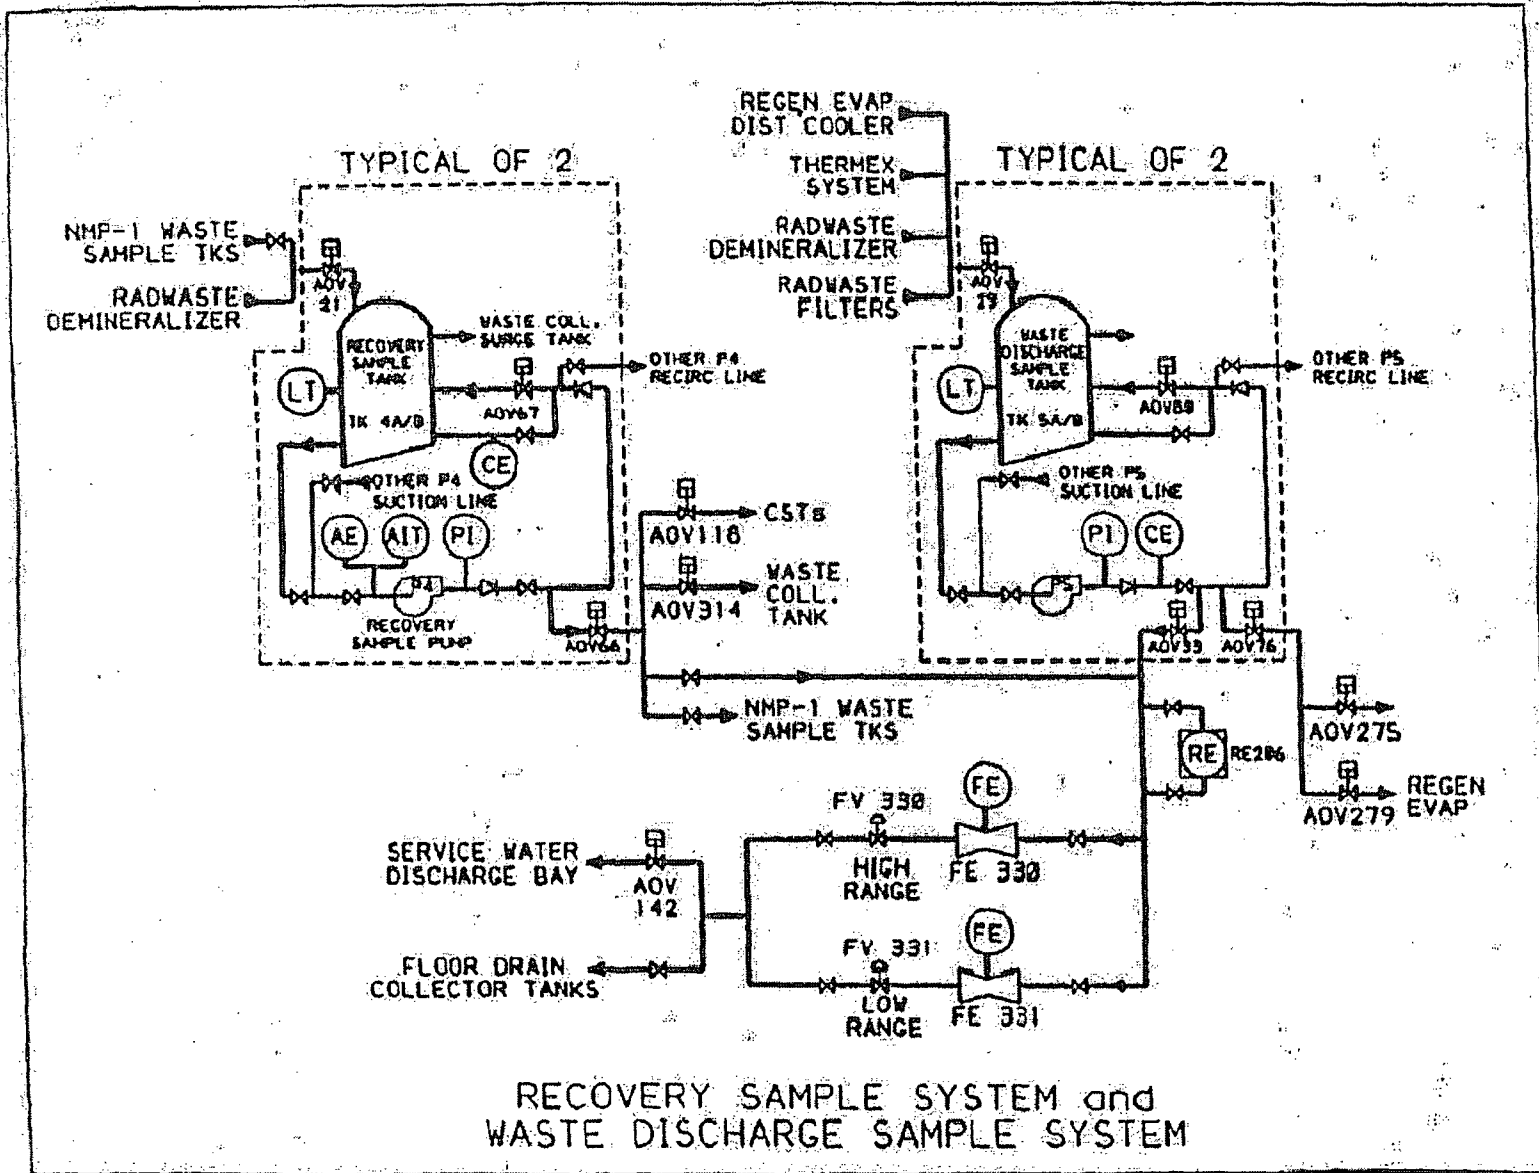 TYPICAL OF 2
NMP-1 WASTE
SAMPLE TKS
RADWASTE
DEMINERALIZER
AOV
21
RECOVERY
SAMPLE
TANK
TK 4A/B
LT
WASTE COLL.
SURGE TANK
OTHER P4
RECIRC LINE
AOV67
CE
OTHER P4
SUCTION LINE
AE
AIT
PI
P4
RECOVERY
SAMPLE PUMP
AOV66
AOV118
CSTs
AOV314
WASTE
COLL.
TANK
NMP-1 WASTE
SAMPLE TKS
REGEN EVAP
DIST COOLER
THERMEX
SYSTEM
RADWASTE
DEMINERALIZER
RADWASTE
FILTERS
TYPICAL OF 2
AOV
WASTE
DISCHARGE
SAMPLE
TANK
TK 5A/B
LT
OTHER P5
RECIRC LINE
OTHER P5
SUCTION LINE
PI
CE
P5
AOV76
RE
AOV275
AOV279
REGEN
EVAP
FV 330
HIGH
RANGE
FE
FE 330
FV 331
LOW
RANGE
FE
FE 331
SERVICE WATER
DISCHARGE BAY
AOV
142
FLOOR DRAIN
COLLECTOR TANKS
RECOVERY SAMPLE SYSTEM and
WASTE DISCHARGE SAMPLE SYSTEM